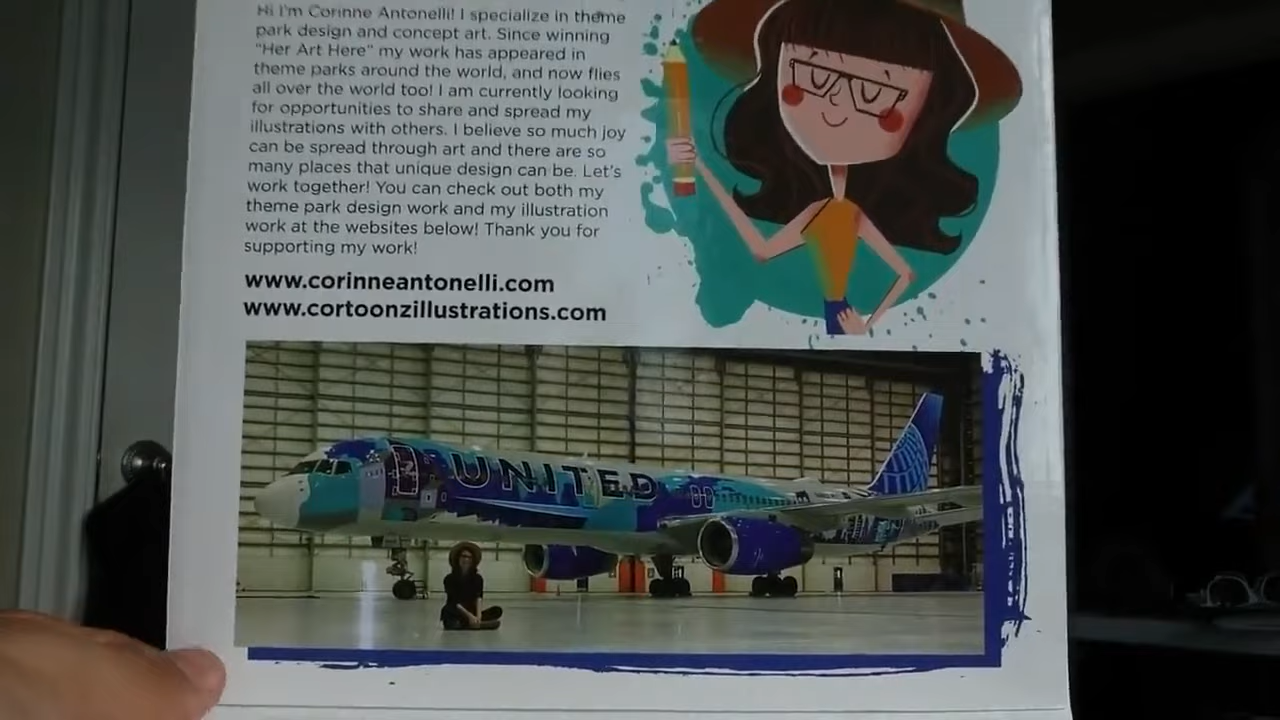 Hi I'm Corinne Antonelli! I specialize in theme
park design and concept art. Since winning
"Her Art Here" my work has appeared in
theme parks around the world, and now flies
all over the world too! I am currently looking
for opportunities to share and spread my
illustrations with others. I believe so much joy
can be spread through art and there are so
many places that unique design can be. Let's
work together! You can check out both my
theme park design work and my illustration
work at the websites below! Thank you for
supporting my work!
www.corinneantonelli.com
www.cortoonzillustrations.com
UNITED